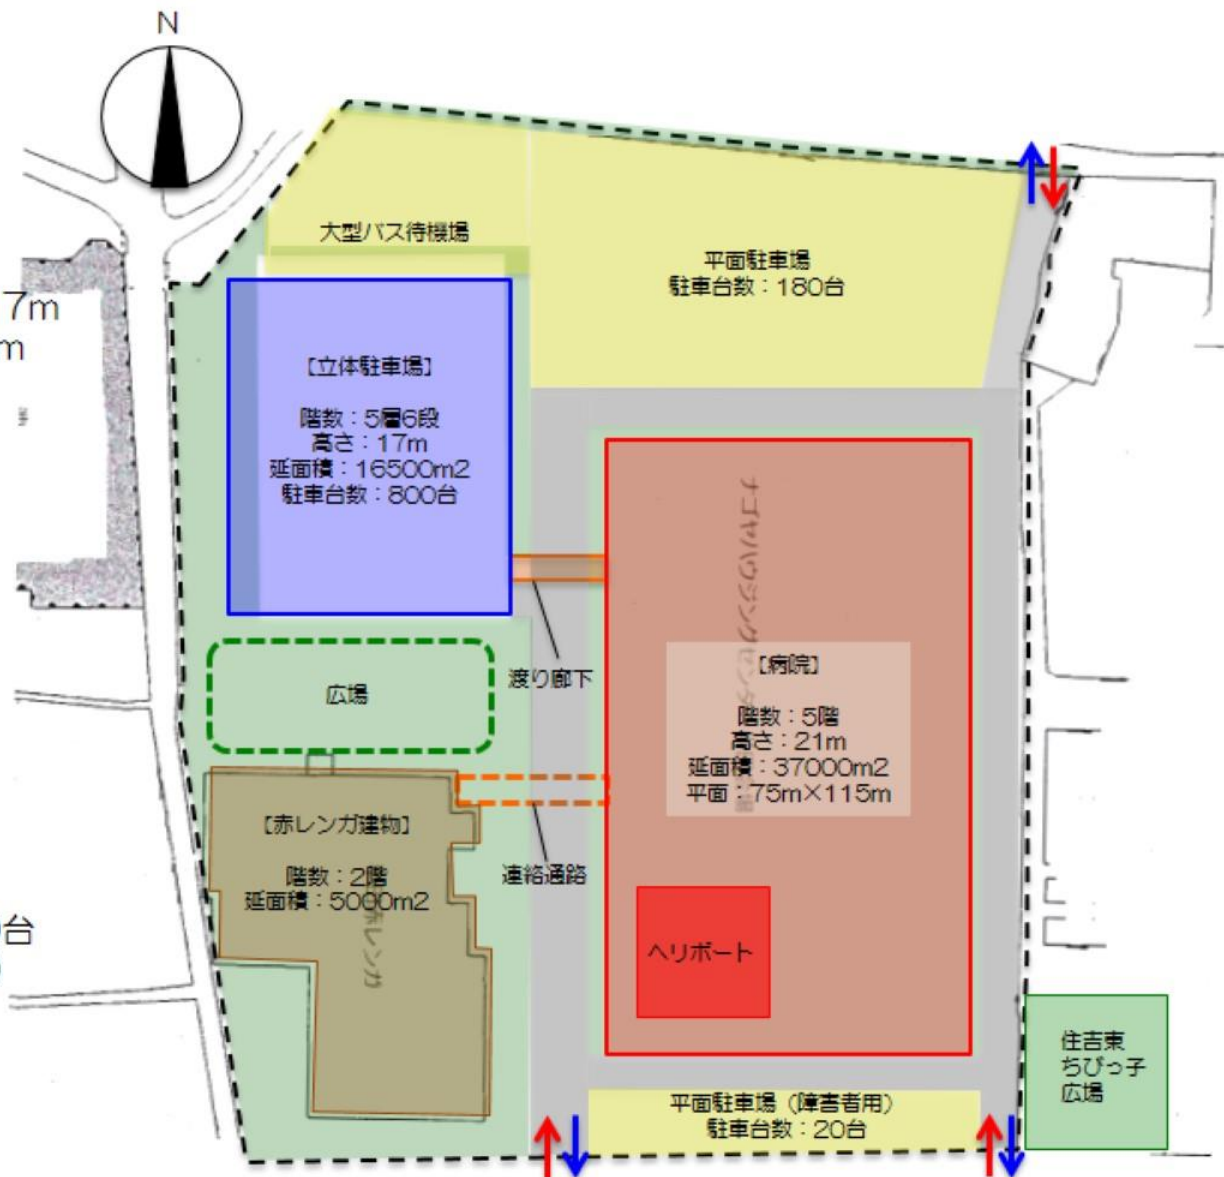 N
7m
m
大型バス待機場
平面駐車場
駐車台数：180台
【立体駐車場】
階数：5層6段
高さ：17m
延面積：16500m2
駐車台数：800台
渡り廊下
広場
【病院】
階数：5階
高さ：21m
延面積：37000m2
平面：75m×115m
【赤レンガ建物】
階数：2階
延面積：5000m2
赤レンガ
連絡通路
台
ヘリポート
住吉東
ちびっ子
広場
平面駐車場（障害者用）
駐車台数：20台